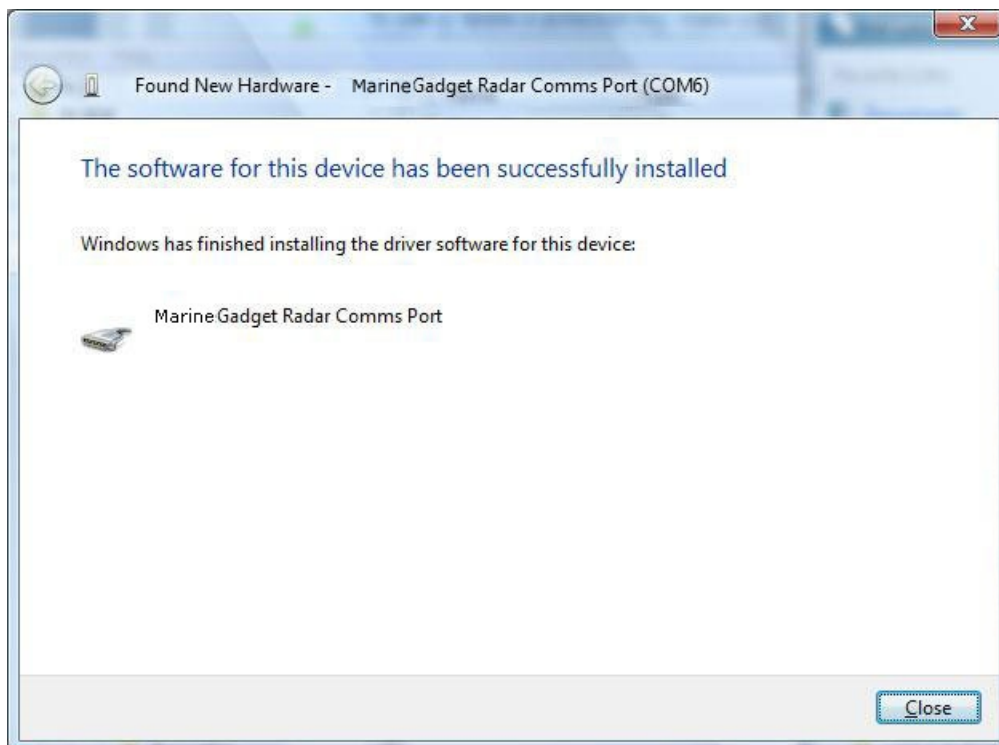 Found New Hardware - MarineGadget Radar Comms Port (COM6)
The software for this device has been successfully installed
Windows has finished installing the driver software for this device:
MarineGadget Radar Comms Port
Close